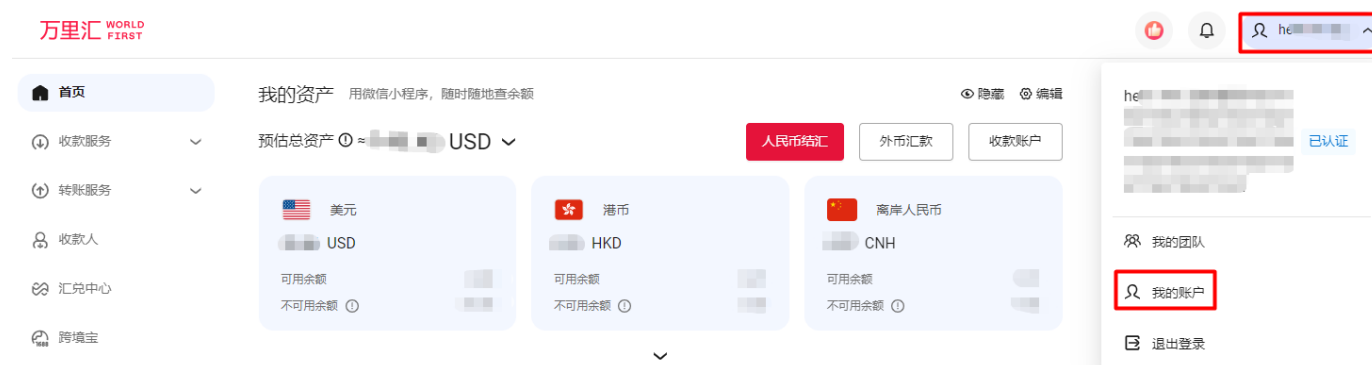 万里汇 WORLD FIRST
he
首页
我的资产 用微信小程序，随时随地查余额
隐藏 编辑
he
收款服务
预估总资产 ≈ USD
人民币结汇 外币汇款 收款账户
已认证
转账服务
美元
港币
离岸人民币
收款人
USD
HKD
CNH
我的团队
汇兑中心
可用余额
可用余额
可用余额
我的账户
不可用余额
不可用余额
不可用余额
跨境宝
1688
退出登录